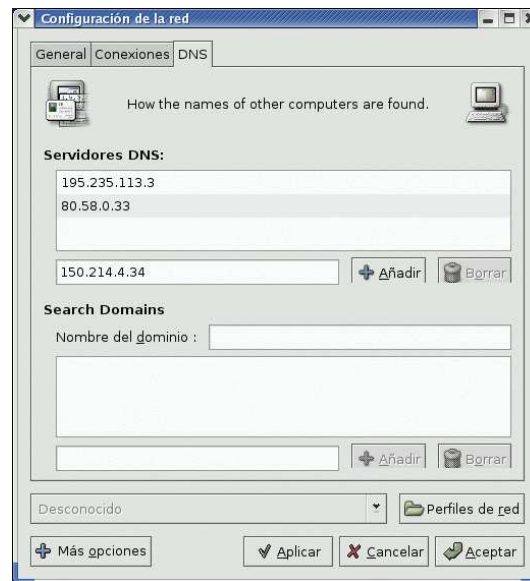 Configuración de la red
General Conexiones DNS
How the names of other computers are found.
Servidores DNS:
195.235.113.3
80.58.0.33
150.214.4.34 Añadir Borrar
Search Domains
Nombre del dominio :
Añadir Borrar
Desconocido Perfiles de red
Más opciones Aplicar Cancelar Aceptar